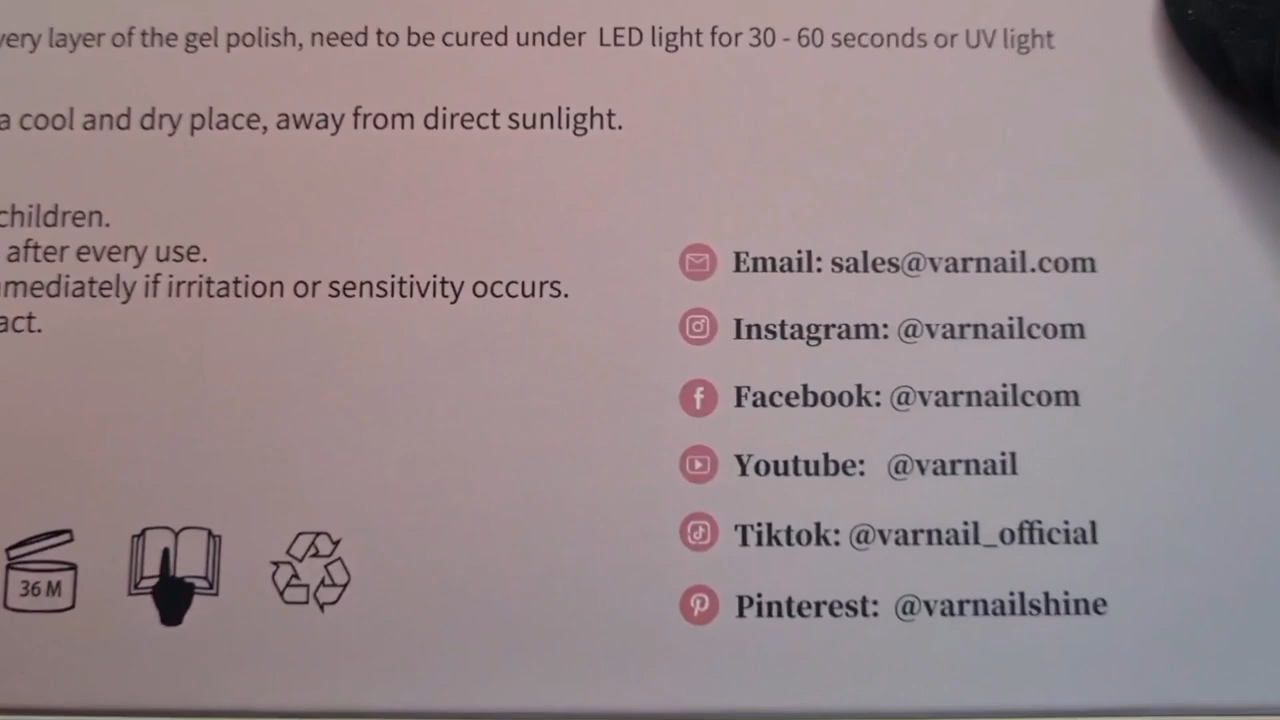 very layer of the gel polish, need to be cured under LED light for 30 - 60 seconds or UV light
a cool and dry place, away from direct sunlight.
children.
after every use.
mmediately if irritation or sensitivity occurs.
act.
Email: sales@varnail.com
Instagram: @varnailcom
Facebook: @varnailcom
Youtube: @varnail
Tiktok: @varnail_official
Pinterest: @varnailshine
36 M